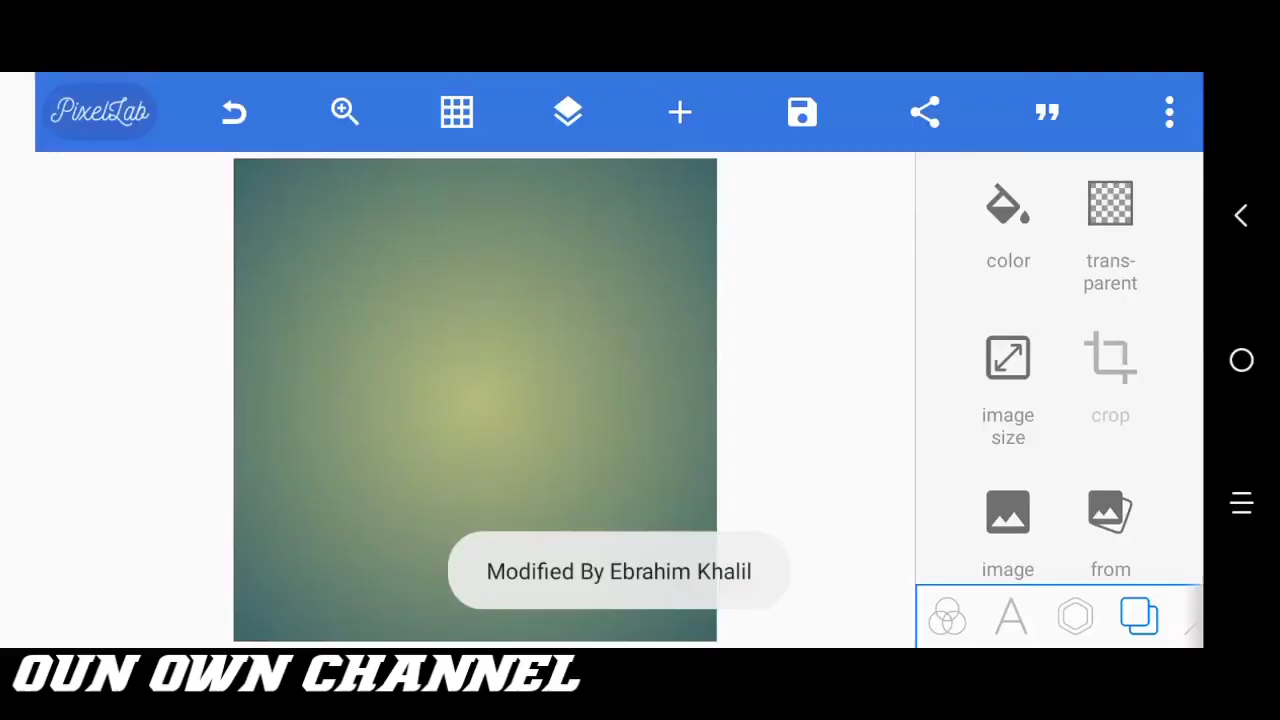 PixelLab
color
trans-
parent
image
size
crop
image
from
Modified By Ebrahim Khalil
OUN OWN CHANNEL